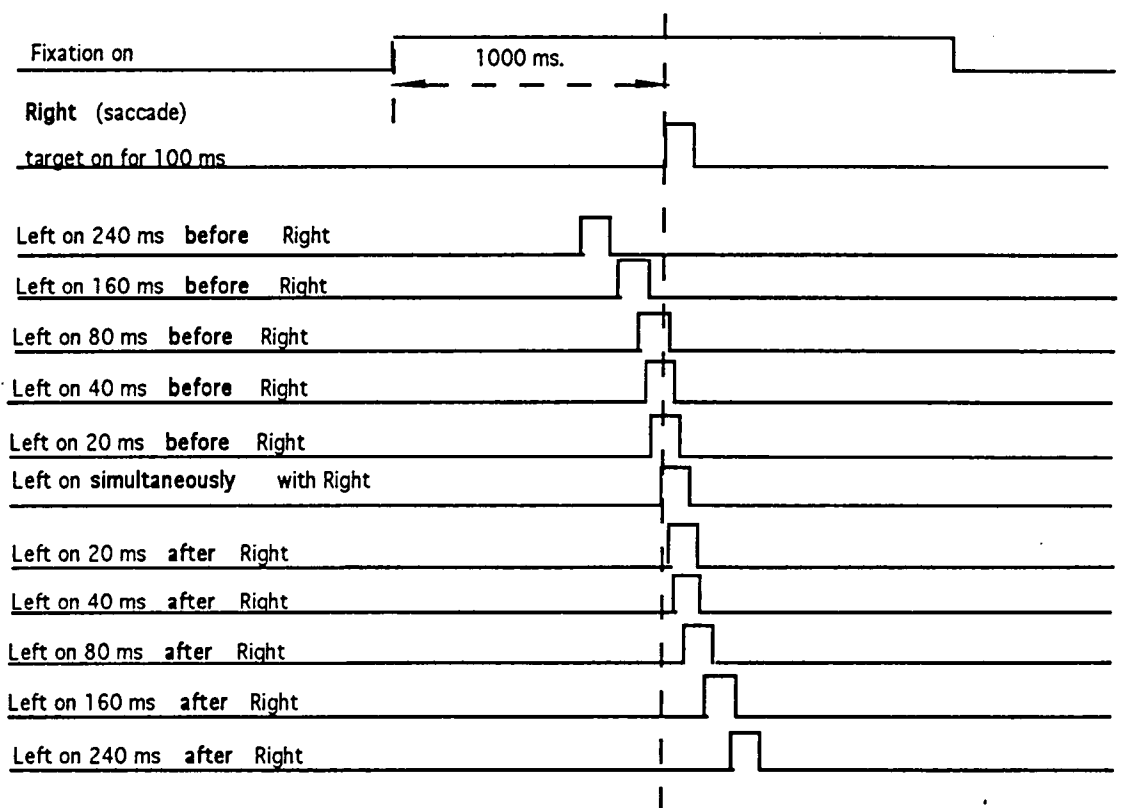 Fixation on
1000 ms.
Right (saccade)
target on for 100 ms
Left on 240 ms before Right
Left on 160 ms before Right
Left on 80 ms before Right
Left on 40 ms before Right
Left on 20 ms before Right
Left on simultaneously with Right
Left on 20 ms after Right
Left on 40 ms after Right
Left on 80 ms after Right
Left on 160 ms after Right
Left on 240 ms after Right